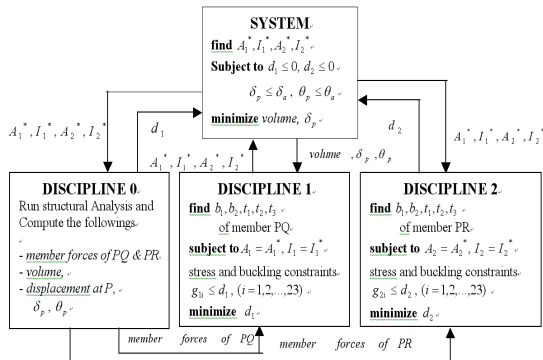 SYSTEM
find A₁*, I₁*, A₂*, I₂*
Subject to d₁ ≤ 0, d₂ ≤ 0
δₚ ≤ δₐ , θₚ ≤ θₐ
minimize volume, δₚ
A₁*, I₁*, A₂*, I₂*
d₁
A₁*, I₁*, A₂*, I₂*
volume , δₚ , θₚ
d₂
A₁*, I₁*, A₂*, I₂*
DISCIPLINE 0
Run structural Analysis and
Compute the followings
- member forces of PQ & PR
- volume,
- displacement at P,
δₚ, θₚ
DISCIPLINE 1
find b₁, b₂, t₁, t₂, t₃
of member PQ
subject to A₁ = A₁*, I₁ = I₁*
stress and buckling constraints
g₁ᵢ ≤ d₁, (i = 1,2,...,23)
minimize d₁
DISCIPLINE 2
find b₁, b₂, t₁, t₂, t₃
of member PR
subject to A₂ = A₂*, I₂ = I₂*
stress and buckling constraints
g₂ᵢ ≤ d₂, (i = 1,2,...,23)
minimize d₂
member forces of PQ
member forces of PR